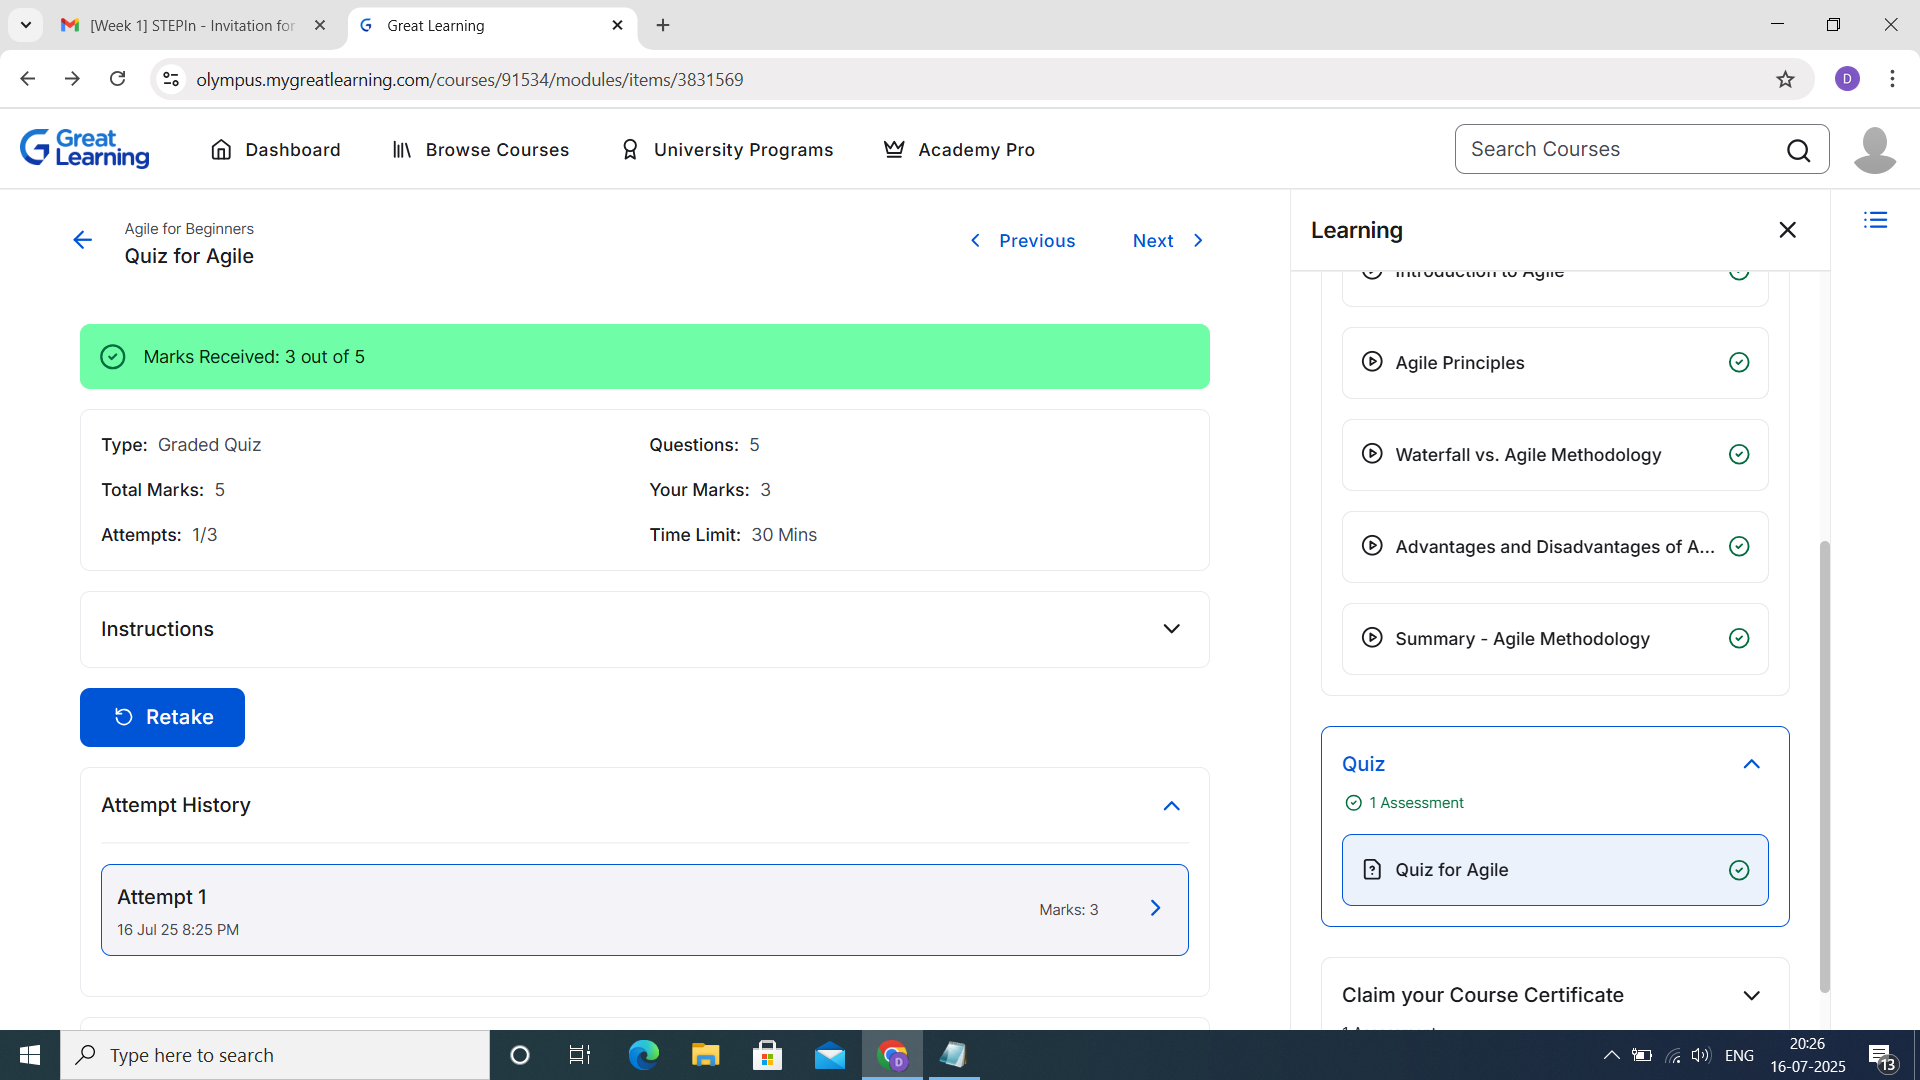 [Week 1] STEPIn - Invitation for
Great Learning
olympus.mygreatlearning.com/courses/91534/modules/items/3831569
D
Great Learning
Dashboard
Browse Courses
University Programs
Academy Pro
Search Courses
Agile for Beginners
Quiz for Agile
Previous
Next
Marks Received: 3 out of 5
Type: Graded Quiz
Questions: 5
Total Marks: 5
Your Marks: 3
Attempts: 1/3
Time Limit: 30 Mins
Instructions
Retake
Attempt History
Attempt 1
16 Jul 25 8:25 PM
Marks: 3
Learning
Introduction to Agile
Agile Principles
Waterfall vs. Agile Methodology
Advantages and Disadvantages of A...
Summary - Agile Methodology
Quiz
1 Assessment
Quiz for Agile
Claim your Course Certificate
1 Assessment
Type here to search
D
ENG
20:26
16-07-2025
13